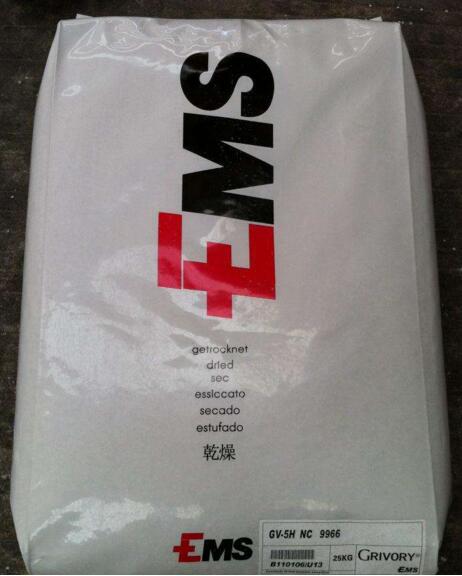 EMS
getrocknet
dried
sec
essiccato
secado
estufado
乾燥
EMS
GV-5H NC 9966
B110106/U13
25KG
GRIVORY®
EMS